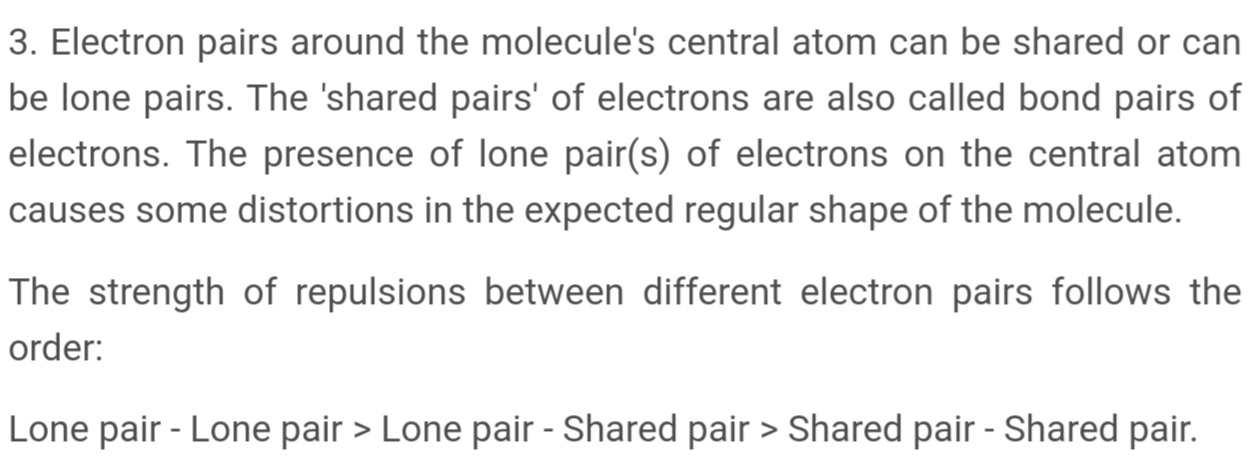 3. Electron pairs around the molecule's central atom can be shared or can
be lone pairs. The 'shared pairs' of electrons are also called bond pairs of
electrons. The presence of lone pair(s) of electrons on the central atom
causes some distortions in the expected regular shape of the molecule.
The strength of repulsions between different electron pairs follows the
order:
Lone pair - Lone pair > Lone pair - Shared pair > Shared pair - Shared pair.